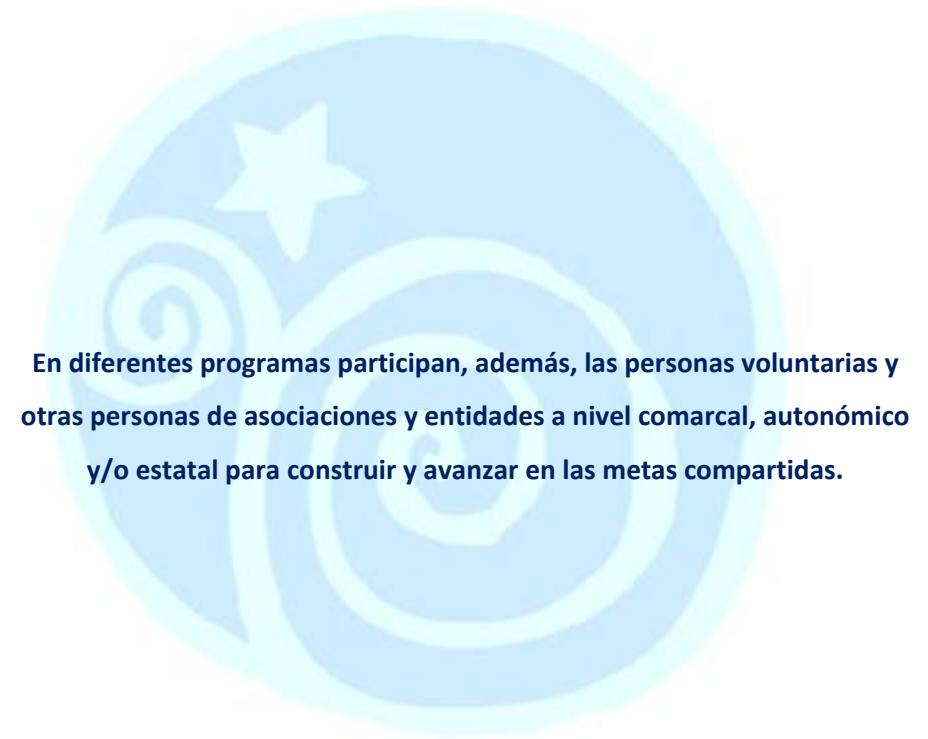 En diferentes programas participan, además, las personas voluntarias y
otras personas de asociaciones y entidades a nivel comarcal, autonómico
y/o estatal para construir y avanzar en las metas compartidas.